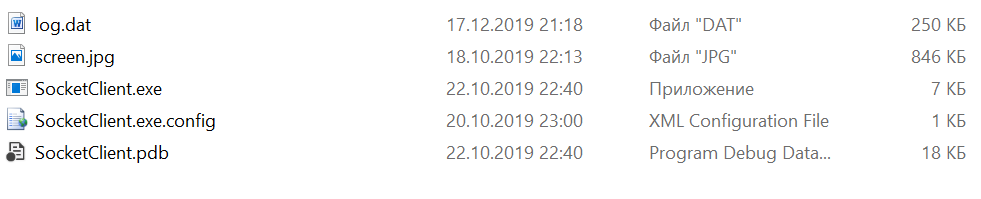 log.dat 17.12.2019 21:18 Файл "DAT" 250 КБ
screen.jpg 18.10.2019 22:13 Файл "JPG" 846 КБ
SocketClient.exe 22.10.2019 22:40 Приложение 7 КБ
SocketClient.exe.config 20.10.2019 23:00 XML Configuration File 1 КБ
SocketClient.pdb 22.10.2019 22:40 Program Debug Data... 18 КБ